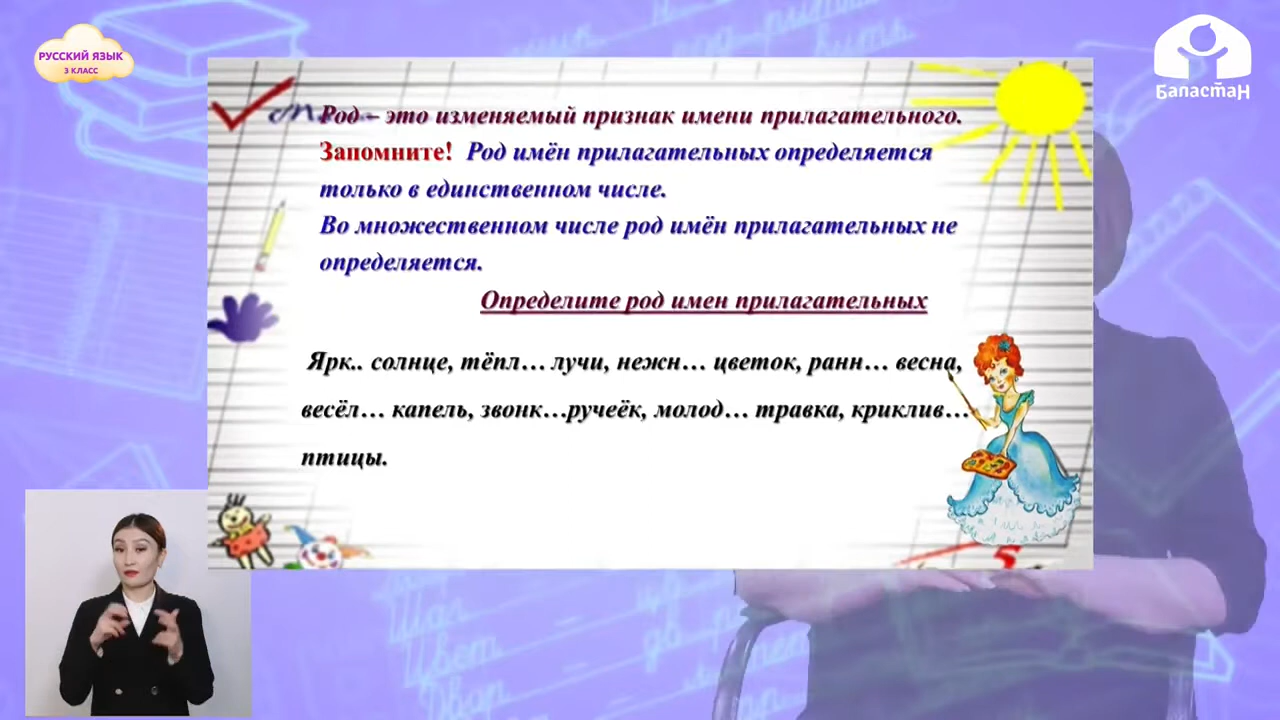 РУССКИЙ ЯЗЫК
3 КЛАСС
Баластан
Род – это изменяемый признак имени прилагательного.
Запомните! Род имён прилагательных определяется
только в единственном числе.
Во множественном числе род имён прилагательных не
определяется.
Определите род имен прилагательных
Ярк.. солнце, тёпл… лучи, нежн… цветок, ранн… весна,
весёл… капель, звонк…ручеёк, молод… травка, криклив…
птицы.